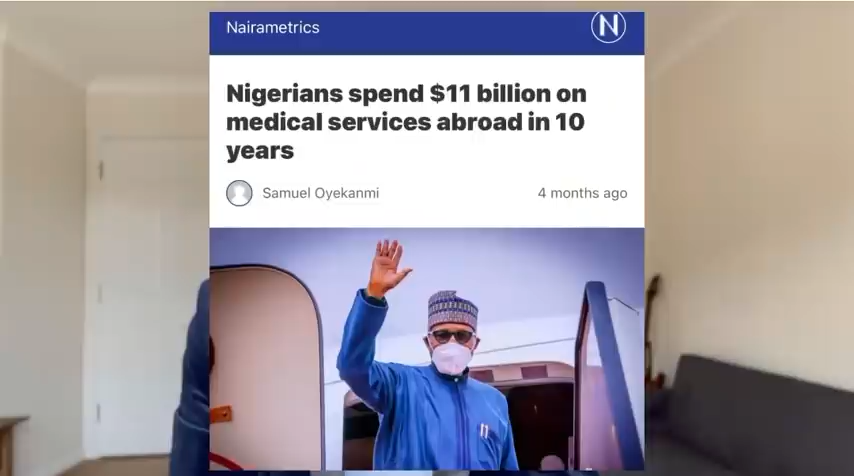 Nairametrics
N
Nigerians spend $11 billion on
medical services abroad in 10
years
Samuel Oyekanmi
4 months ago